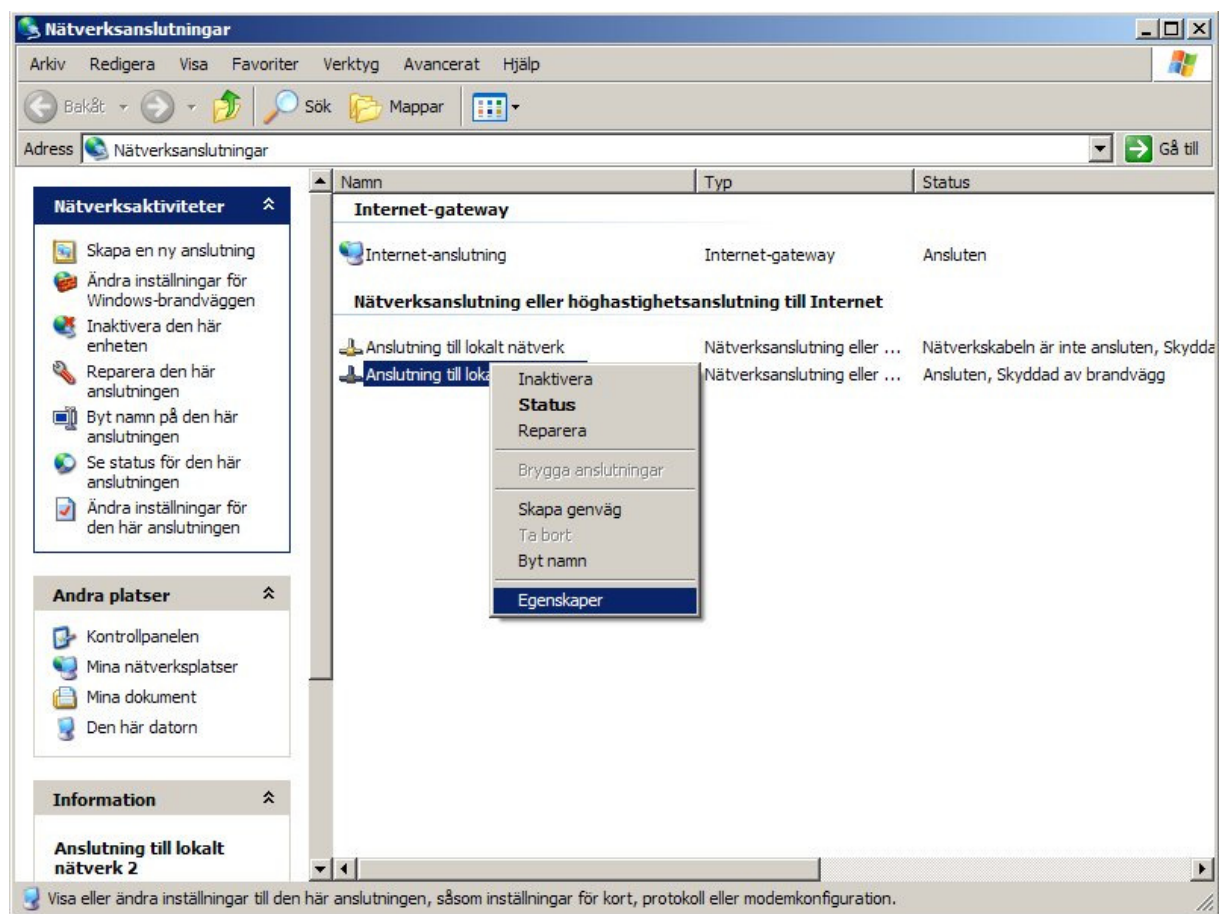 Nätverksanslutningar
Arkiv Redigera Visa Favoriter Verktyg Avancerat Hjälp
Bakåt Sök Mappar
Adress Nätverksanslutningar Gå till
Nätverksaktiviteter
Skapa en ny anslutning
Ändra inställningar för
Windows-brandväggen
Inaktivera den här
enheten
Reparera den här
anslutningen
Byt namn på den här
anslutningen
Se status för den här
anslutningen
Ändra inställningar för
den här anslutningen
Andra platser
Kontrollpanelen
Mina nätverksplatser
Mina dokument
Den här datorn
Information
Anslutning till lokalt
nätverk 2
Namn Typ Status
Internet-gateway
Internet-anslutning Internet-gateway Ansluten
Nätverksanslutning eller höghastighetsanslutning till Internet
Anslutning till lokalt nätverk Nätverksanslutning eller ... Nätverkskabeln är inte ansluten, Skydda
Anslutning till loka Nätverksanslutning eller ... Ansluten, Skyddad av brandvägg
Inaktivera
Status
Reparera
Brygga anslutningar
Skapa genväg
Ta bort
Byt namn
Egenskaper
Visa eller ändra inställningar till den här anslutningen, såsom inställningar för kort, protokoll eller modemkonfiguration.